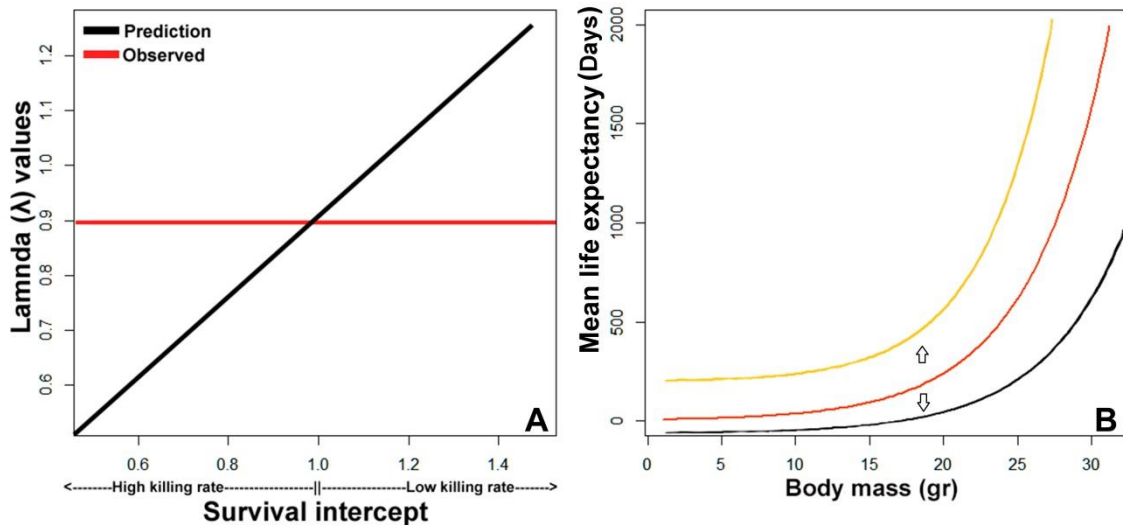 Prediction
Observed
Lamnda (λ) values
0.6 0.7 0.8 0.9 1.0 1.1 1.2
A
0.6 0.8 1.0 1.2 1.4
<-------High killing rate----------------||---------------Low killing rate------------->
Survival intercept
Mean life expectancy (Days)
0 500 1000 1500 2000
B
0 5 10 15 20 25 30
Body mass (gr)